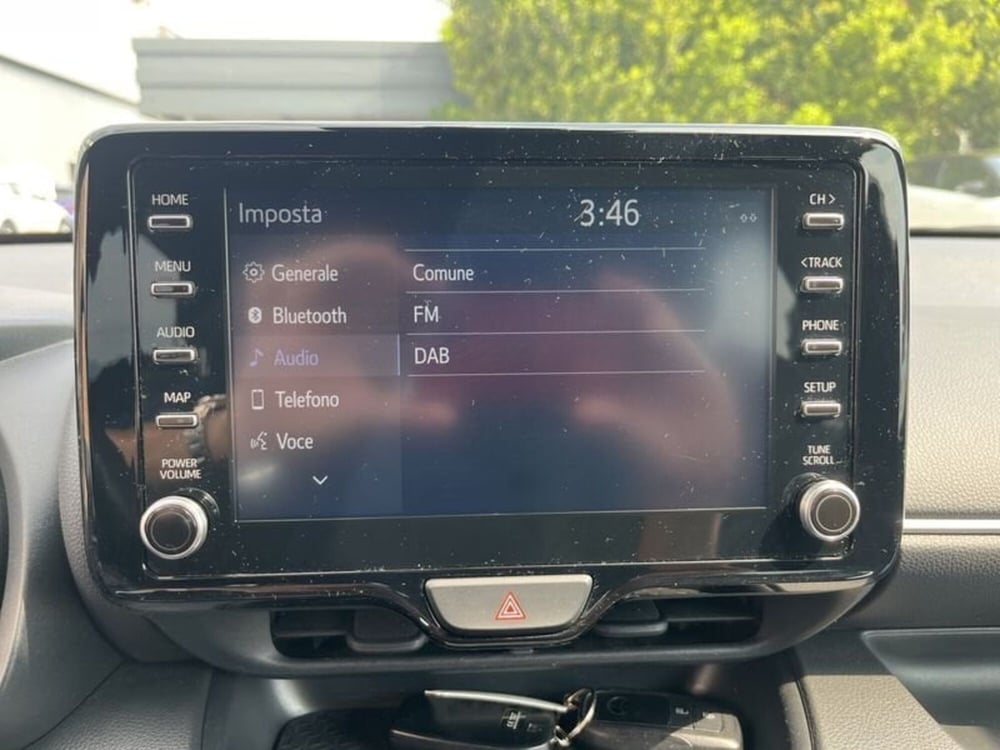 HOME
MENU
AUDIO
MAP
POWER
VOLUME
Imposta
3:46
Generale
Bluetooth
Audio
Telefono
Voce
Comune
FM
DAB
CH >
< TRACK
PHONE
SETUP
TUNE
SCROLL